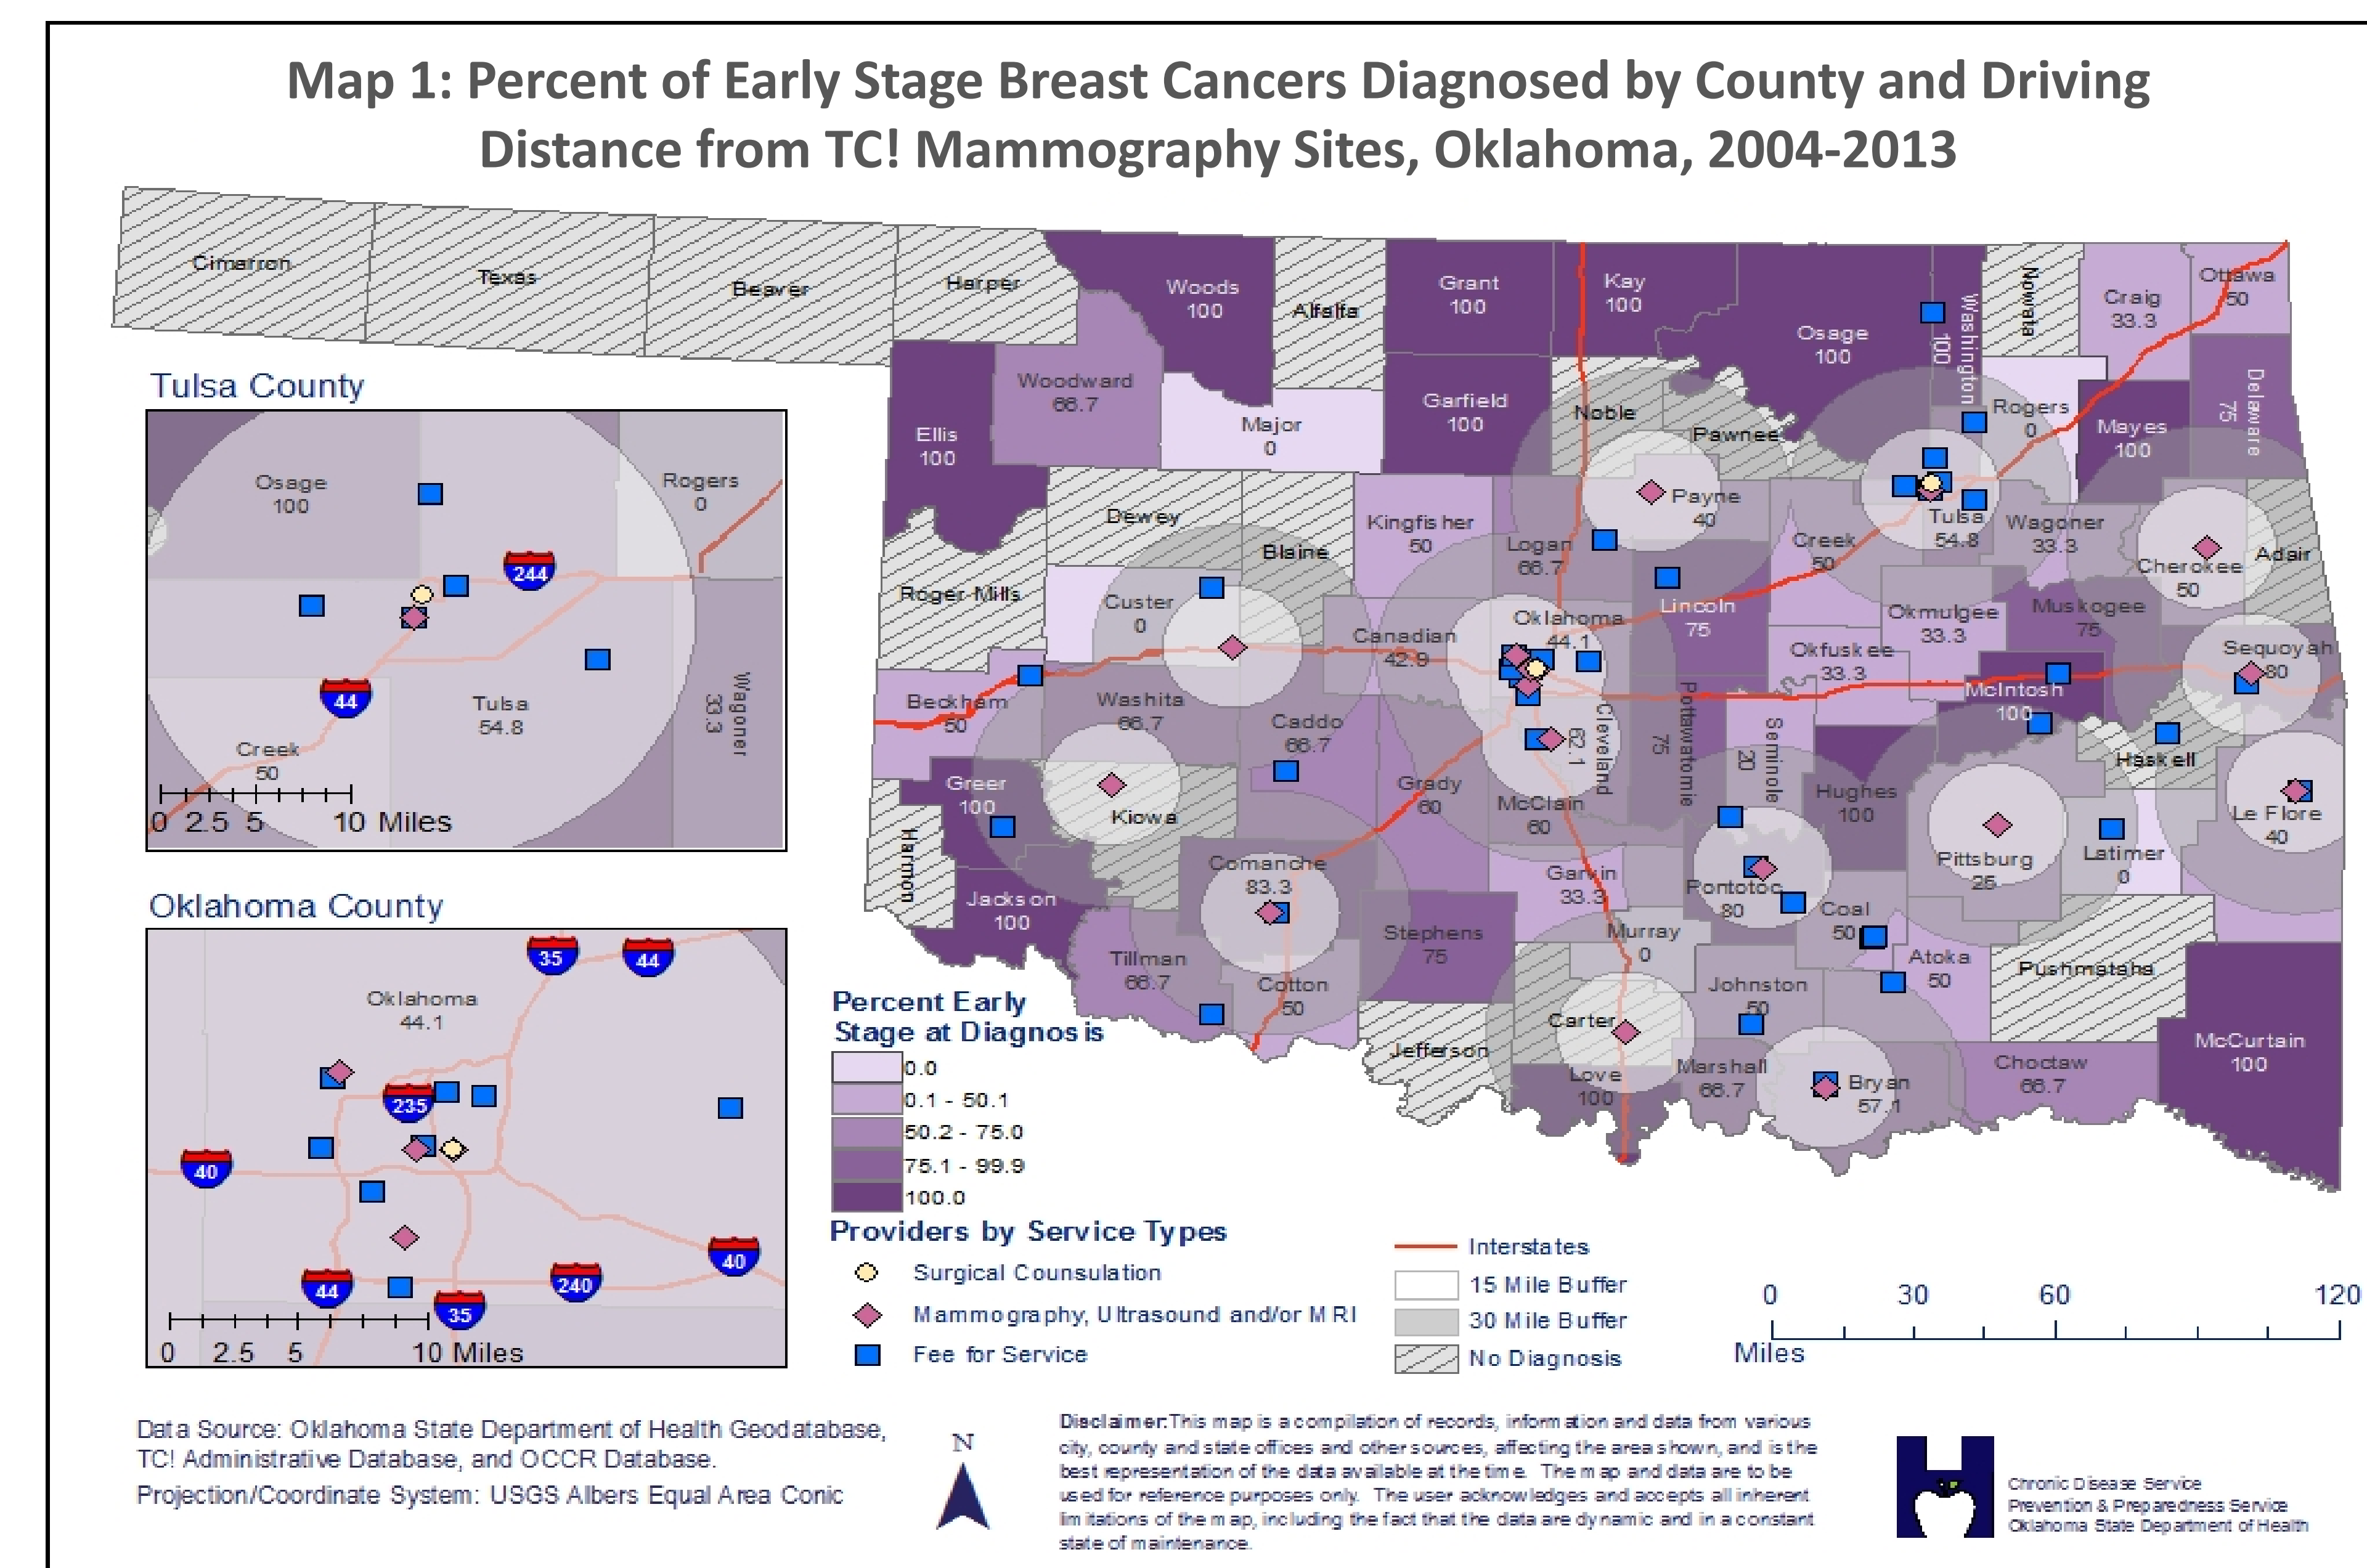 Map 1: Percent of Early Stage Breast Cancers Diagnosed by County and Driving
Distance from TC! Mammography Sites, Oklahoma, 2004-2013
Cimarron
Texas
Beaver
Harper
Woods
100
Alfalfa
Grant
100
Kay
100
Osage
100
Washington
100
Nowata
Craig
33.3
Ottawa
50
Ellis
100
Woodward
66.7
Major
0
Garfield
100
Noble
Pawnee
Rogers
0
Mayes
100
Delaware
75
Dewey
Blaine
Kingfisher
50
Logan
66.7
Payne
40
Creek
50
Tulsa
54.8
Wagoner
33.3
Cherokee
50
Adair
Roger Mills
Custer
0
Canadian
42.9
Oklahoma
44.1
Lincoln
75
Okfuskee
33.3
Okmulgee
33.3
Muskogee
75
Sequoyah
80
Beckham
50
Washita
66.7
Caddo
66.7
Grady
60
McClain
60
Cleveland
62.1
Pottawatomie
75
Seminole
20
Hughes
100
McIntosh
100
Haskell
Le Flore
40
Greer
100
Kiowa
Harmon
Jackson
100
Comanche
83.3
Garvin
33.3
Pontotoc
80
Coal
50
Pittsburg
25
Latimer
0
Tillman
66.7
Cotton
50
Stephens
75
Murray
0
Johnston
50
Atoka
50
Pushmataha
McCurtain
100
Jefferson
Carter
Love
100
Marshall
66.7
Bryan
57.1
Choctaw
66.7
Tulsa County
Osage
100
Rogers
0
244
44
Tulsa
54.8
Wagoner
33.3
Creek
50
0 2.5 5 10 Miles
Oklahoma County
35
44
Oklahoma
44.1
235
40
40
44
240
35
0 2.5 5 10 Miles
Percent Early
Stage at Diagnosis
0.0
0.1 - 50.1
50.2 - 75.0
75.1 - 99.9
100.0
Providers by Service Types
Surgical Counsulation
Mammography, Ultrasound and/or MRI
Fee for Service
Interstates
15 Mile Buffer
30 Mile Buffer
No Diagnosis
0 30 60 120
Miles
Data Source: Oklahoma State Department of Health Geodatabase,
TC! Administrative Database, and OCCR Database.
Projection/Coordinate System: USGS Albers Equal Area Conic
N
Disclaimer:This map is a compilation of records, information and data from various
city, county and state offices and other sources, affecting the area shown, and is the
best representation of the data available at the time. The map and data are to be
used for reference purposes only. The user acknowledges and accepts all inherent
limitations of the map, including the fact that the data are dynamic and in a constant
state of maintenance.
Chronic Disease Service
Prevention & Preparedness Service
Oklahoma State Department of Health